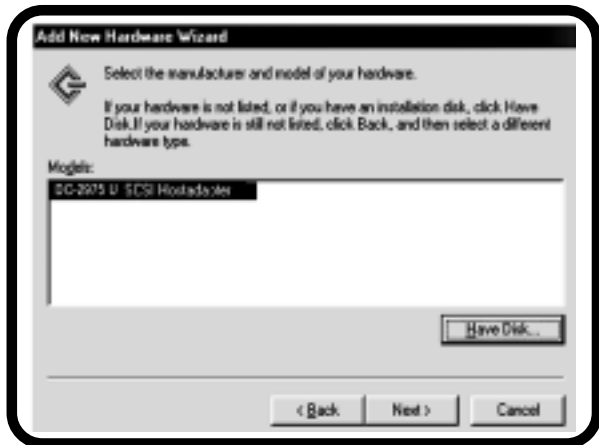 Add New Hardware Wizard
Select the manufacturer and model of your hardware.
If your hardware is not listed, or if you have an installation disk, click Have
Disk.If your hardware is still not listed, click Back, and then select a different
hardware type.
Models:
DC-2975 U SCSI Hostadapter
Have Disk...
< Back
Next >
Cancel